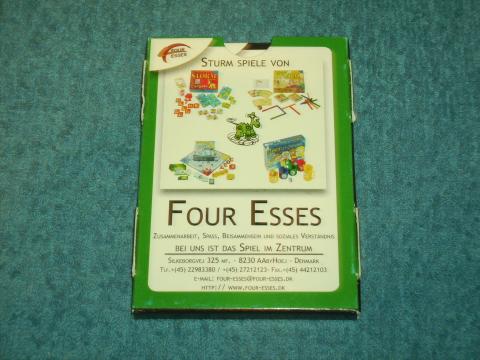 FOUR
ESSES
STURM SPIELE VON
STORM
FOUR ESSES
ZUSAMMENARBEIT, SPASS, BEISAMMENSEIN UND SOZIALES VERSTÄNDNIS
BEI UNS IST DAS SPIEL IM ZENTRUM
SILKEBORGVEJ 325 MF. - 8230 AABYHOEJ - DENMARK
TLF.+(45) 22983380 / +(45) 27212123- FAX.+(45) 44212103
E-MAIL: FOUR-ESSES@FOUR-ESSES.DK
HTTP:// WWW.FOUR-ESSES.DK